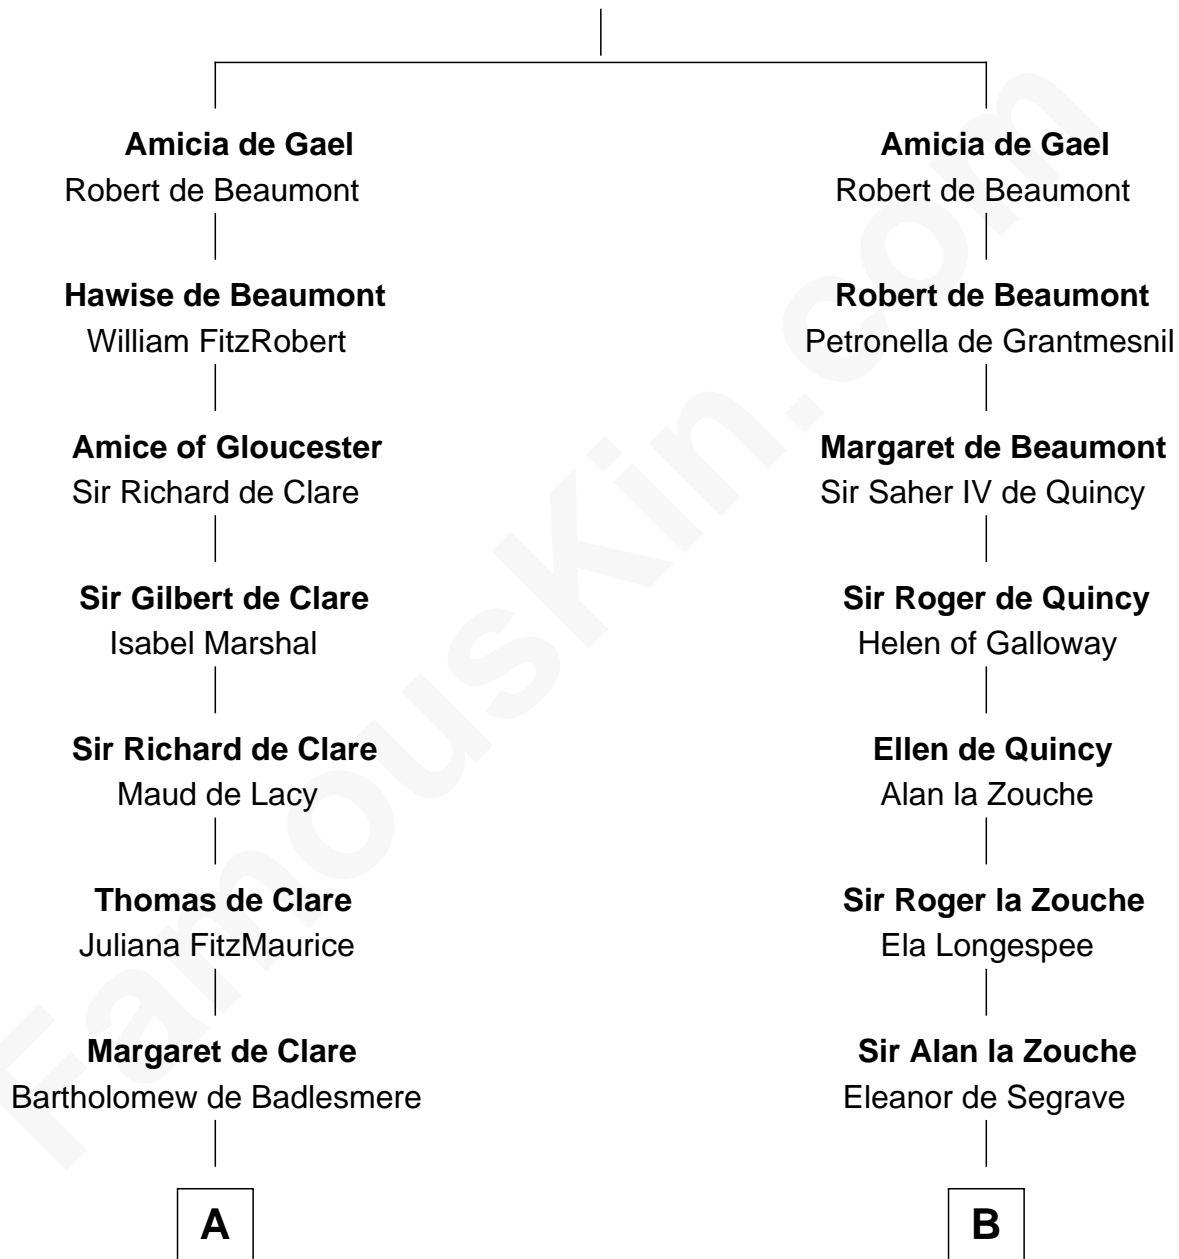 Amicia de Gael
Robert de Beaumont
Hawise de Beaumont
William FitzRobert
Amice of Gloucester
Sir Richard de Clare
Sir Gilbert de Clare
Isabel Marshal
Sir Richard de Clare
Maud de Lacy
Thomas de Clare
Juliana FitzMaurice
Margaret de Clare
Bartholomew de Badlesmere
A
Amicia de Gael
Robert de Beaumont
Robert de Beaumont
Petronella de Grantmesnil
Margaret de Beaumont
Sir Saher IV de Quincy
Sir Roger de Quincy
Helen of Galloway
Ellen de Quincy
Alan la Zouche
Sir Roger la Zouche
Ela Longespee
Sir Alan la Zouche
Eleanor de Segrave
B
FamousKin.com